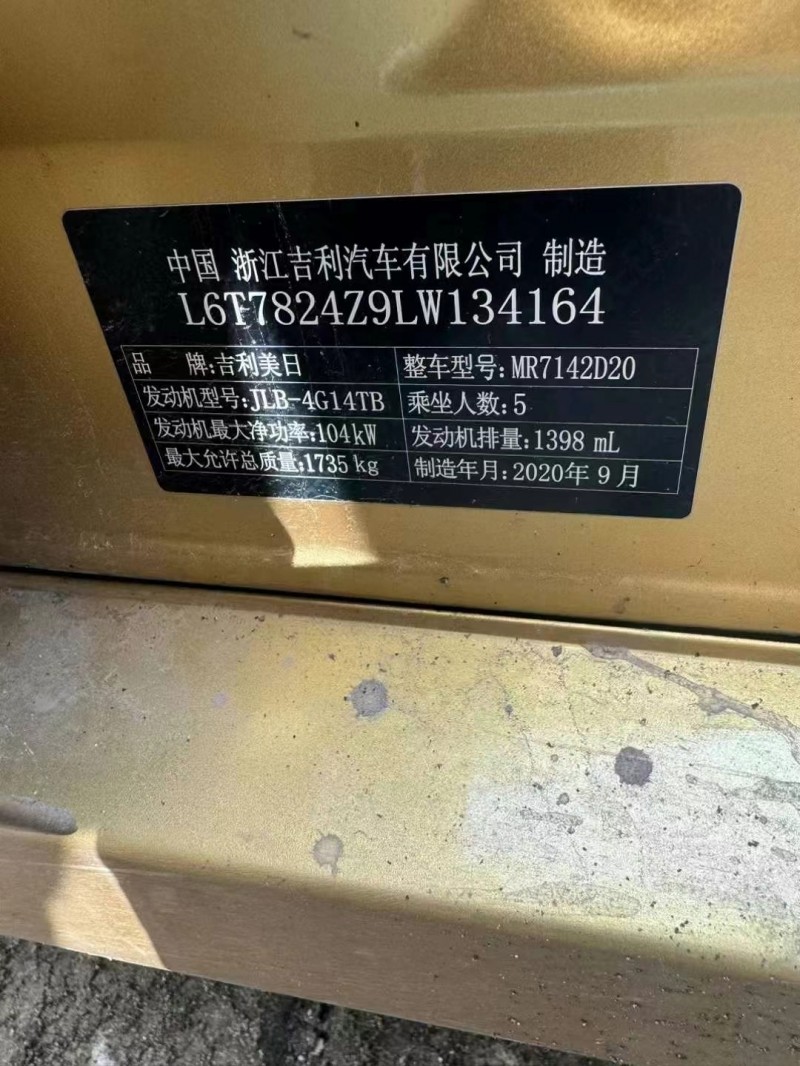 中国 浙江吉利汽车有限公司 制造
L6T7824Z9LW134164
品 牌:吉利美日 整车型号:MR7142D20
发动机型号:JLB-4G14TB 乘坐人数:5
发动机最大净功率:104kW 发动机排量:1398 mL
最大允许总质量:1735 kg 制造年月:2020年 9 月